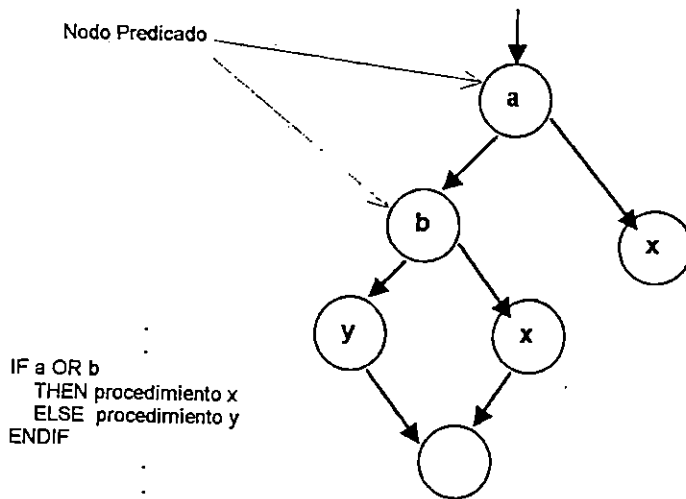 Nodo Predicado
a
b
x
y
x
.
.
IF a OR b
THEN procedimiento x
ELSE procedimiento y
ENDIF
.
.